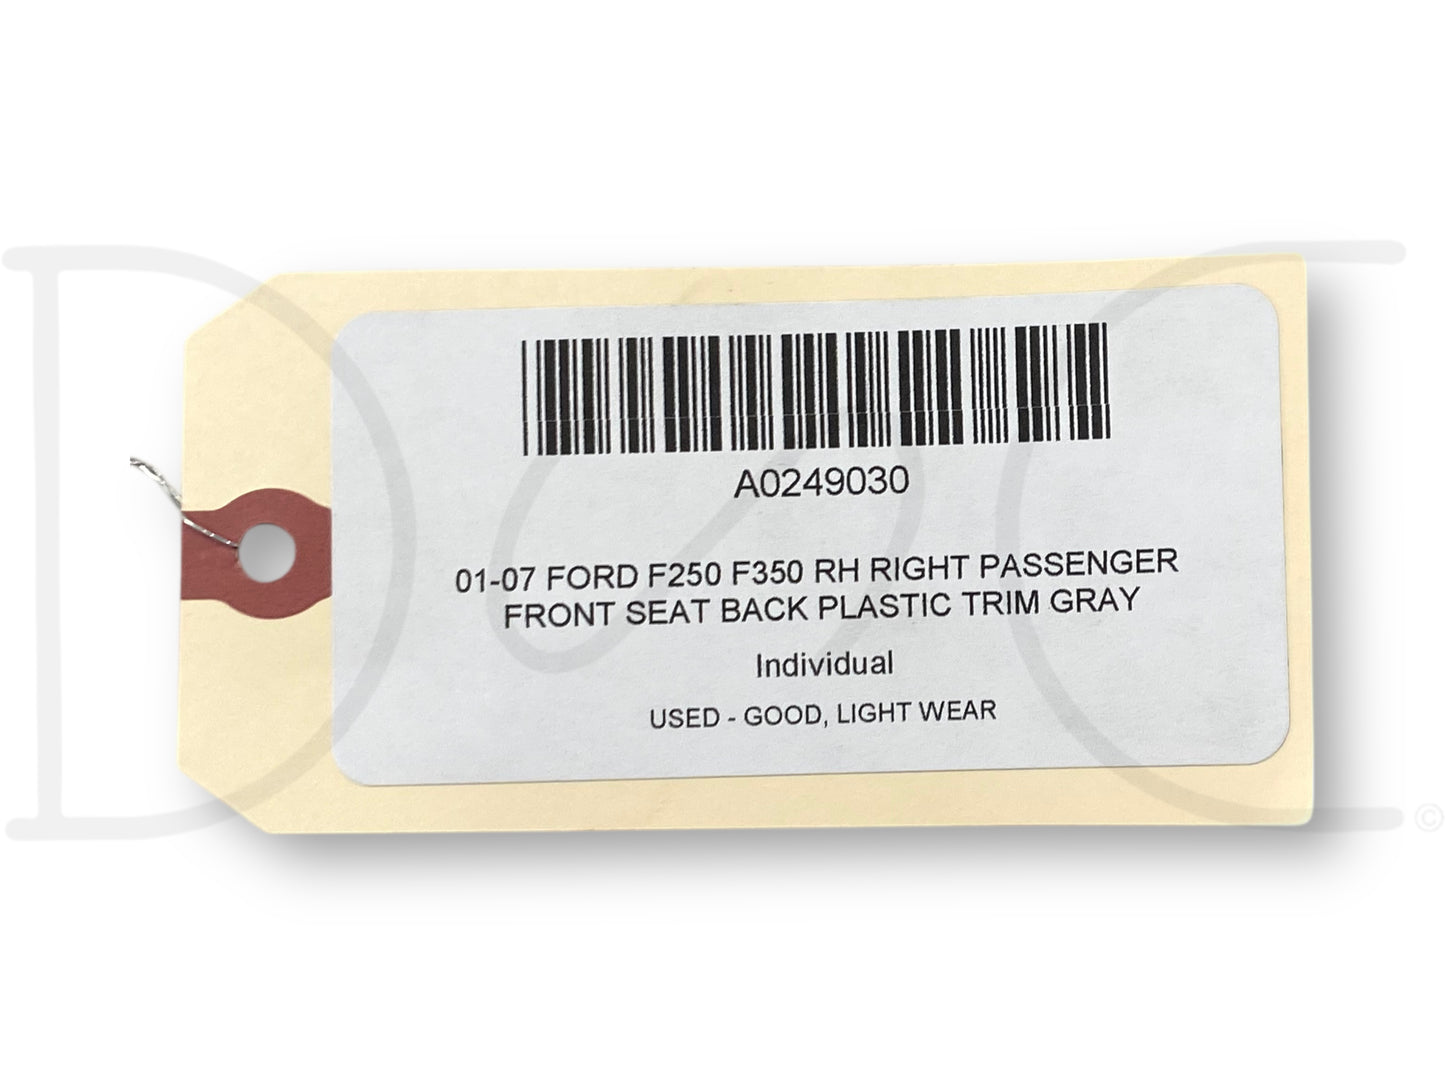 A0249030
01-07 FORD F250 F350 RH RIGHT PASSENGER
FRONT SEAT BACK PLASTIC TRIM GRAY
Individual
USED - GOOD, LIGHT WEAR
D C ©